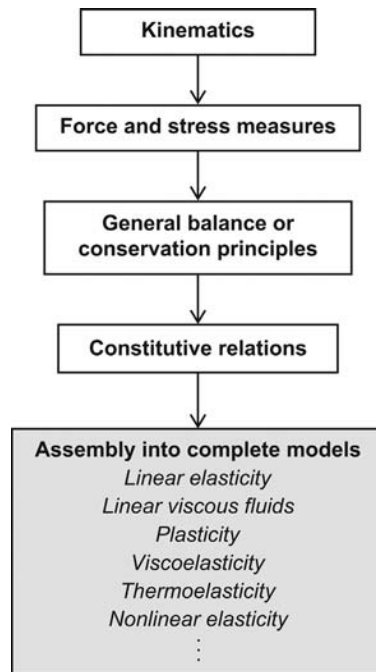 Kinematics
Force and stress measures
General balance or
conservation principles
Constitutive relations
Assembly into complete models
Linear elasticity
Linear viscous fluids
Plasticity
Viscoelasticity
Thermoelasticity
Nonlinear elasticity
⋮